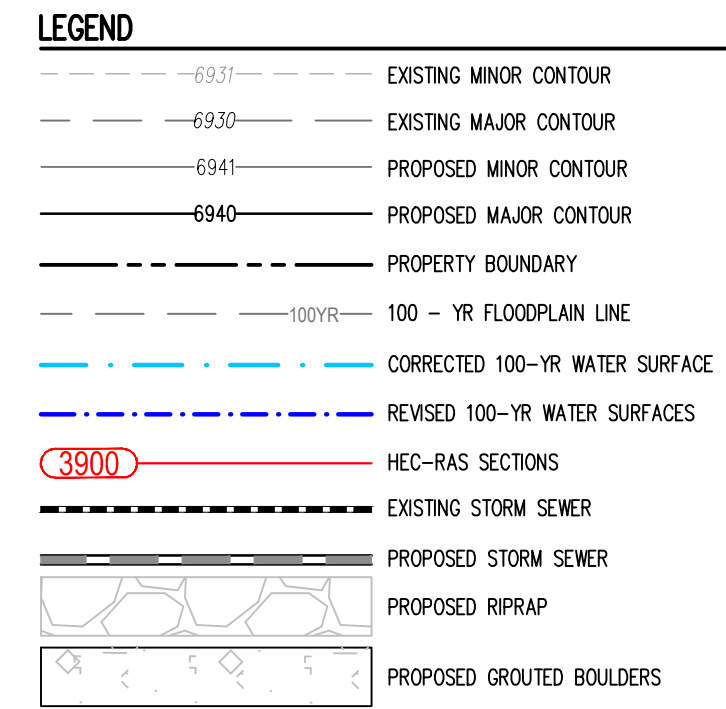 LEGEND
6931 EXISTING MINOR CONTOUR
6930 EXISTING MAJOR CONTOUR
6941 PROPOSED MINOR CONTOUR
6940 PROPOSED MAJOR CONTOUR
PROPERTY BOUNDARY
100YR 100 - YR FLOODPLAIN LINE
CORRECTED 100-YR WATER SURFACE
REVISED 100-YR WATER SURFACES
3900 HEC-RAS SECTIONS
EXISTING STORM SEWER
PROPOSED STORM SEWER
PROPOSED RIPRAP
PROPOSED GROUTED BOULDERS